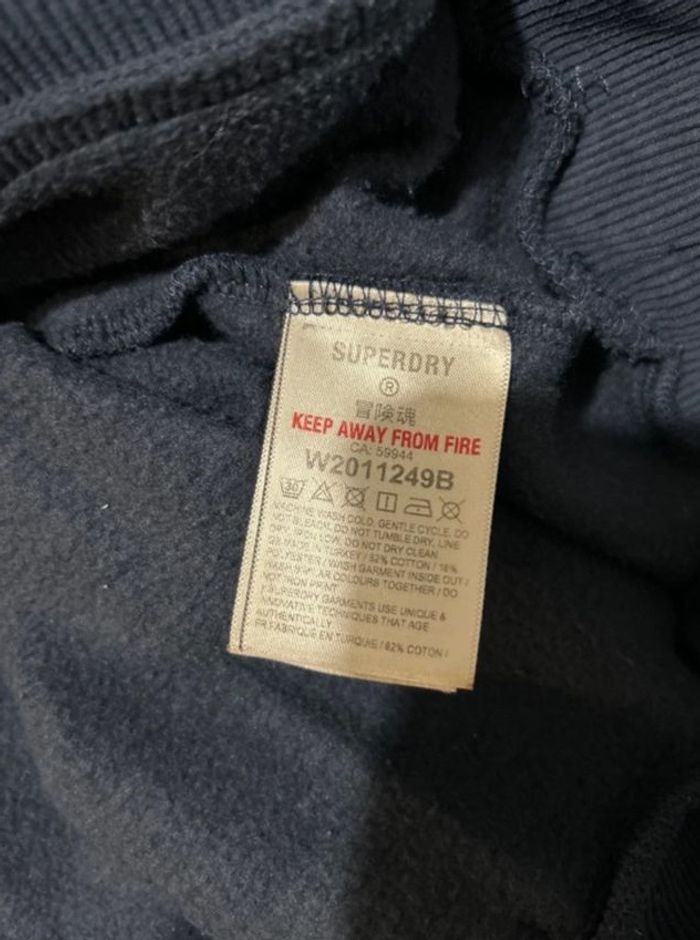 SUPERDRY
®
冒険魂
KEEP AWAY FROM FIRE
CA: 59944
W2011249B
30
MACHINE WASH COLD, GENTLE CYCLE. DO
NOT BLEACH, DO NOT TUMBLE DRY, LINE
DRY, IRON LOW, DO NOT DRY CLEAN
GB MADE IN TURKEY / 82% COTTON / 18%
POLYESTER / WASH GARMENT INSIDE OUT /
WASH SIMILAR COLOURS TOGETHER / DO
NOT IRON PRINT
SUPERDRY GARMENTS USE UNIQUE &
INNOVATIVE TECHNIQUES THAT AGE
AUTHENTICALLY
FR FABRIQUE EN TURQUIE / 82% COTON /